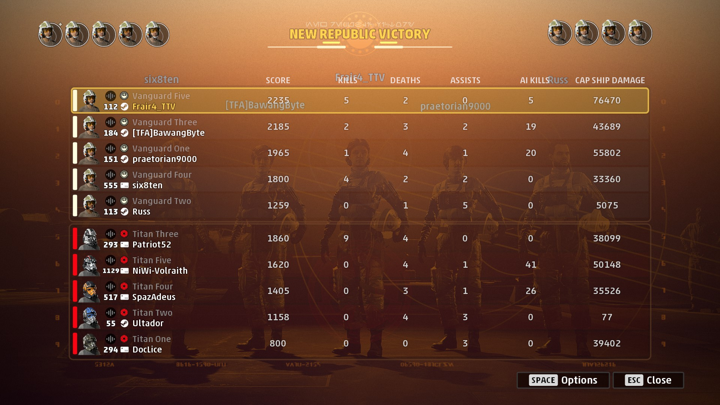 NEW REPUBLIC VICTORY
six8ten Frair4_TTV Russ
SCORE KILLS DEATHS ASSISTS AI KILLS CAP SHIP DAMAGE
[TFA]BawangByte praetorian9000
Vanguard Five
112 Frair4_TTV 2235 5 2 0 5 76470
Vanguard Three
184 [TFA]BawangByte 2185 2 3 2 19 43689
Vanguard One
151 praetorian9000 1965 1 4 1 20 55802
Vanguard Four
555 six8ten 1800 4 2 2 0 33360
Vanguard Two
113 Russ 1259 0 1 5 0 5075
Titan Three
293 Patriot52 1860 9 4 0 0 38099
Titan Five
1129 NiWi-Volraith 1620 0 4 1 41 50148
Titan Four
517 SpazAdeus 1405 0 3 1 26 35526
Titan Two
55 Ultador 1158 0 4 3 0 77
Titan One
294 DocLice 800 0 0 3 0 39402
SPACE Options ESC Close